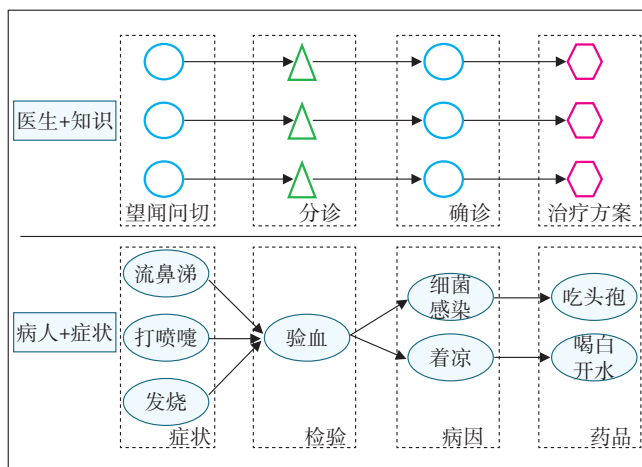 医生+知识
望闻问切
分诊
确诊
治疗方案
病人+症状
流鼻涕
打喷嚏
发烧
验血
细菌
感染
着凉
吃头孢
喝白
开水
症状
检验
病因
药品